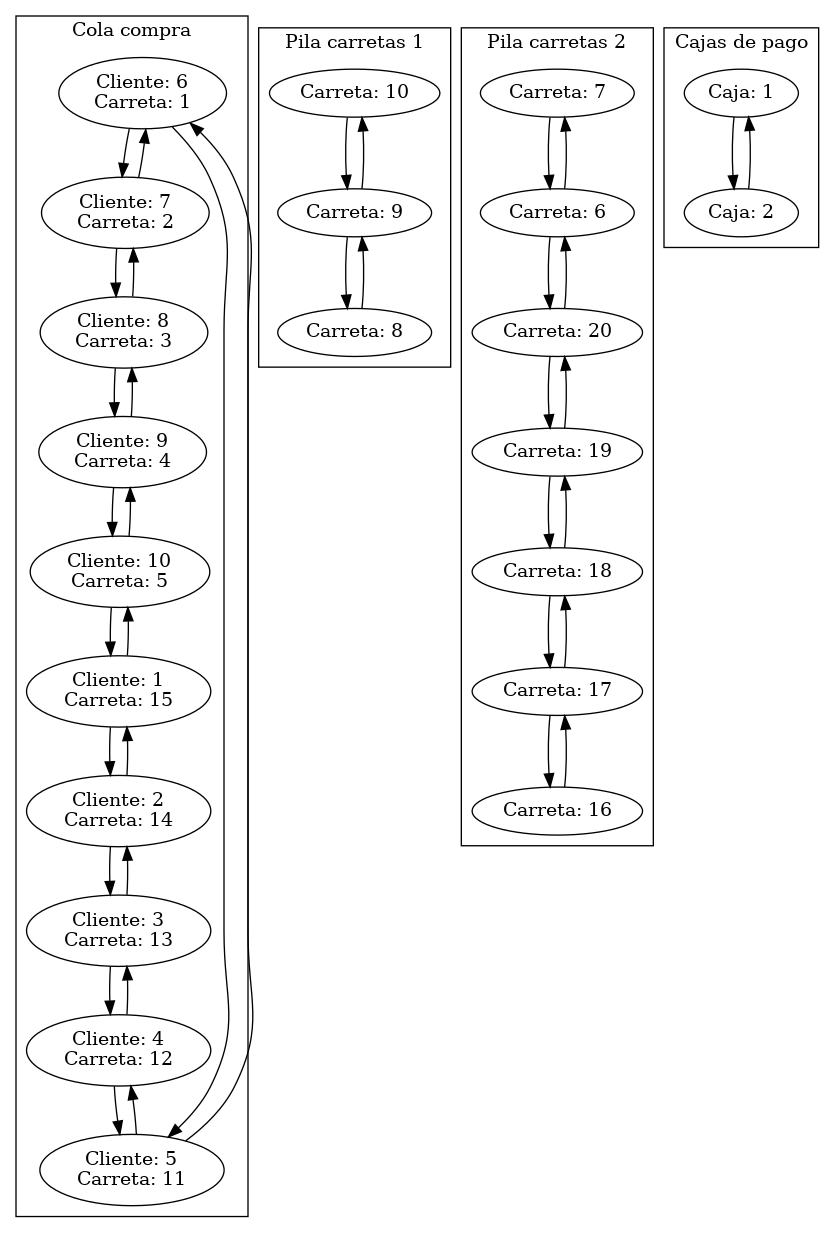 Cola compra
Cliente: 6
Carreta: 1
Cliente: 7
Carreta: 2
Cliente: 8
Carreta: 3
Cliente: 9
Carreta: 4
Cliente: 10
Carreta: 5
Cliente: 1
Carreta: 15
Cliente: 2
Carreta: 14
Cliente: 3
Carreta: 13
Cliente: 4
Carreta: 12
Cliente: 5
Carreta: 11
Pila carretas 1
Carreta: 10
Carreta: 9
Carreta: 8
Pila carretas 2
Carreta: 7
Carreta: 6
Carreta: 20
Carreta: 19
Carreta: 18
Carreta: 17
Carreta: 16
Cajas de pago
Caja: 1
Caja: 2